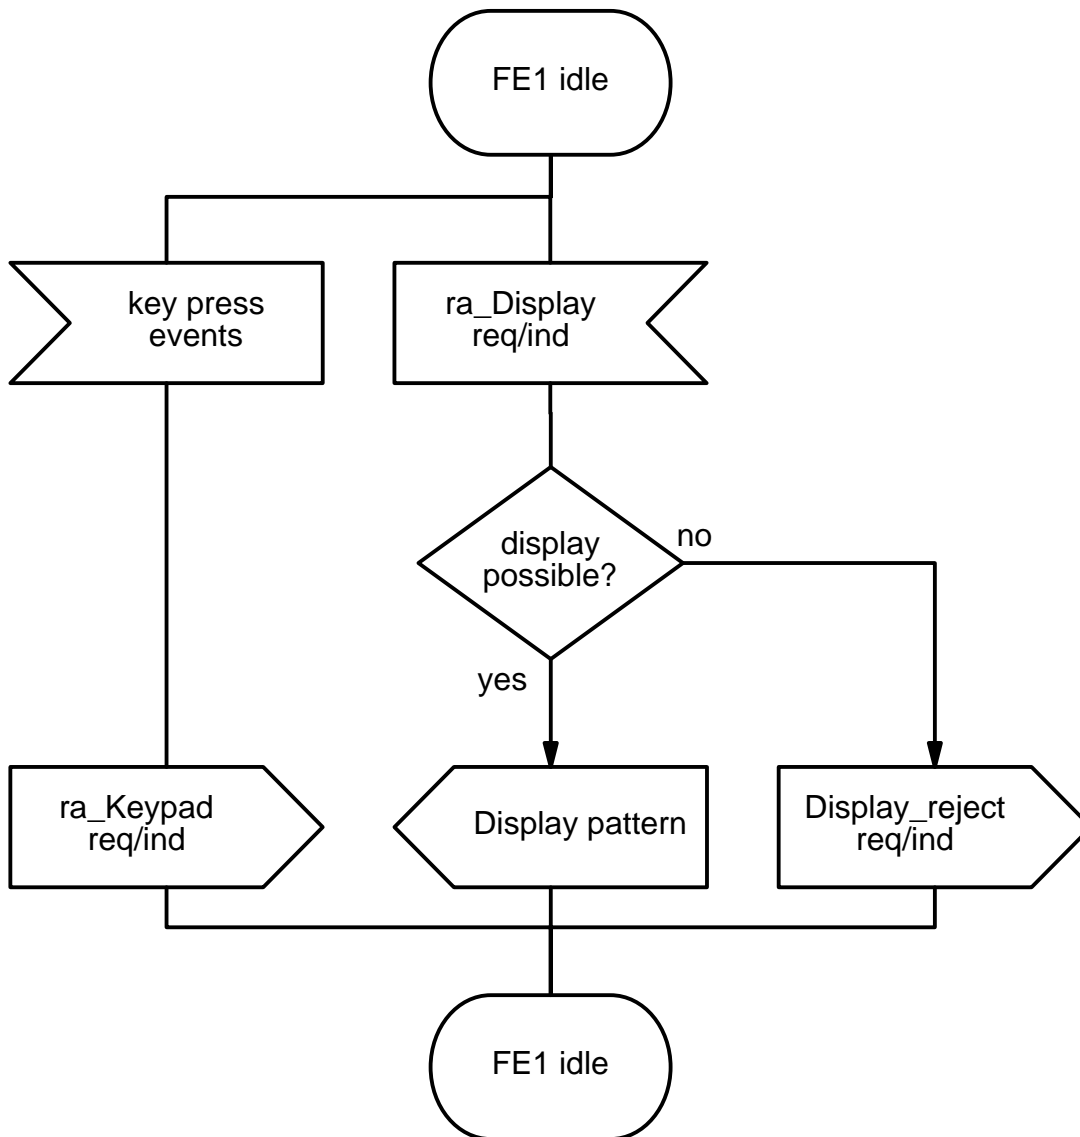 FE1 idle
key press
events
ra_Display
req/ind
display
possible?
no
yes
ra_Keypad
req/ind
Display pattern
Display_reject
req/ind
FE1 idle